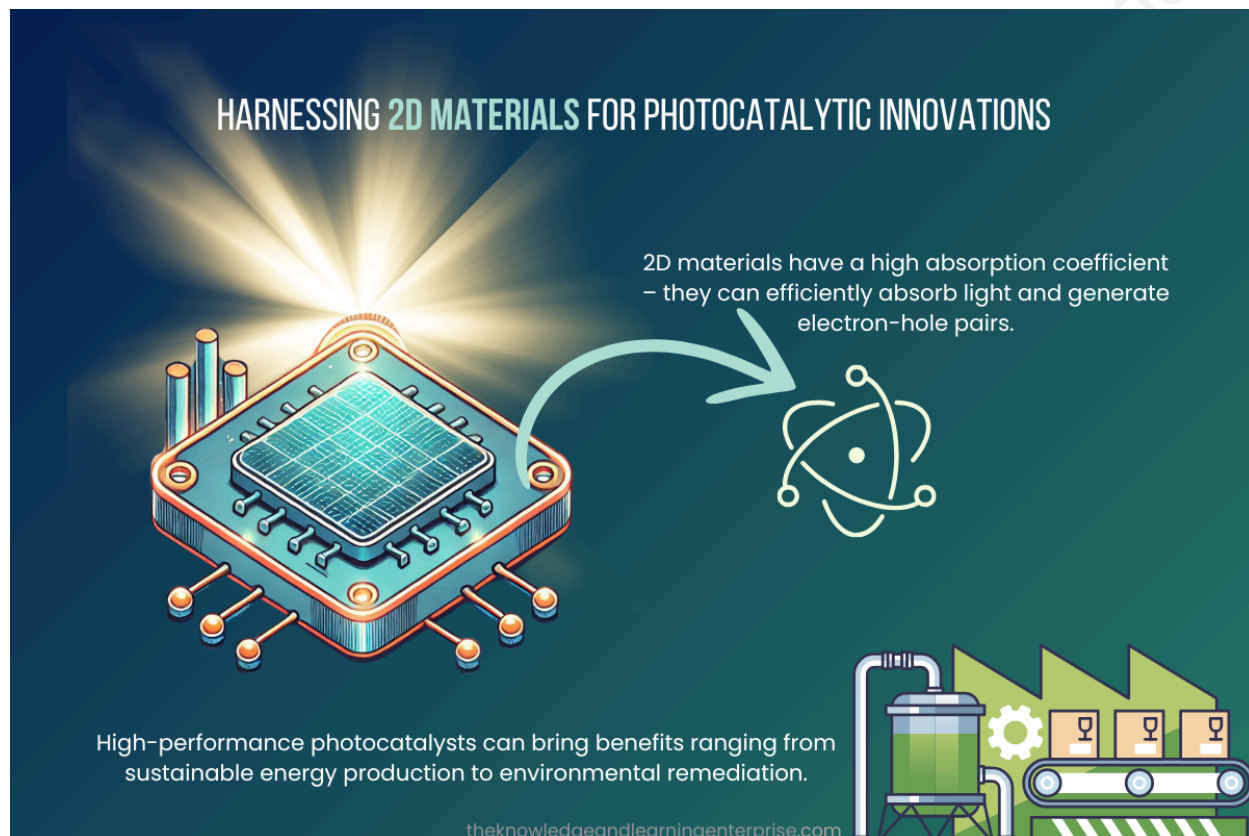 HARNESSING 2D MATERIALS FOR PHOTOCATALYTIC INNOVATIONS
2D materials have a high absorption coefficient
– they can efficiently absorb light and generate
electron-hole pairs.
High-performance photocatalysts can bring benefits ranging from
sustainable energy production to environmental remediation.
theknowledgeandlearningenterprise.com